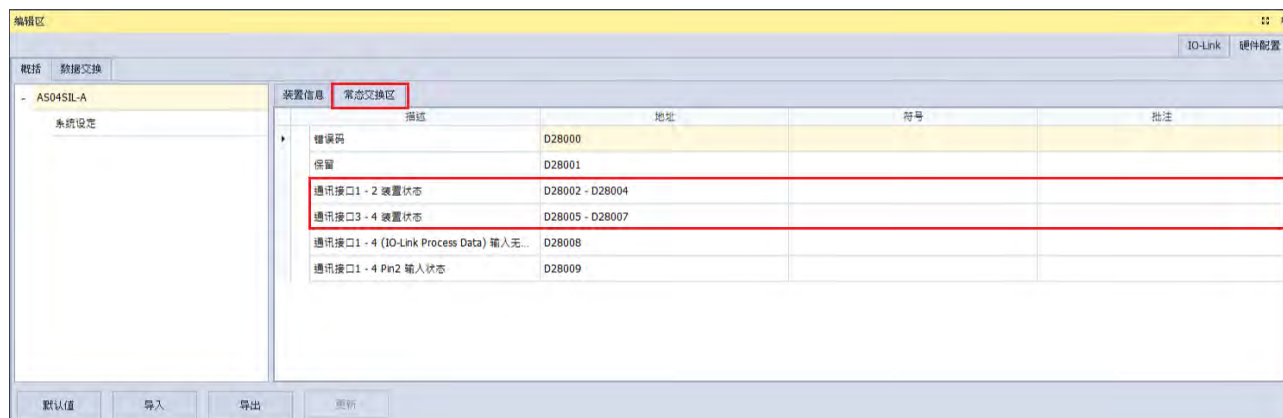 编辑区
IO-Link 硬件配置
概括 数据交换
- AS04SIL-A
系统设定
装置信息 常态交换区
描述 地址 符号 批注
错误码 D28000
保留 D28001
通讯接口1 - 2 装置状态 D28002 - D28004
通讯接口3 - 4 装置状态 D28005 - D28007
通讯接口1 - 4 (IO-Link Process Data) 输入无... D28008
通讯接口1 - 4 Pin2 输入状态 D28009
默认值 导入 导出 更新